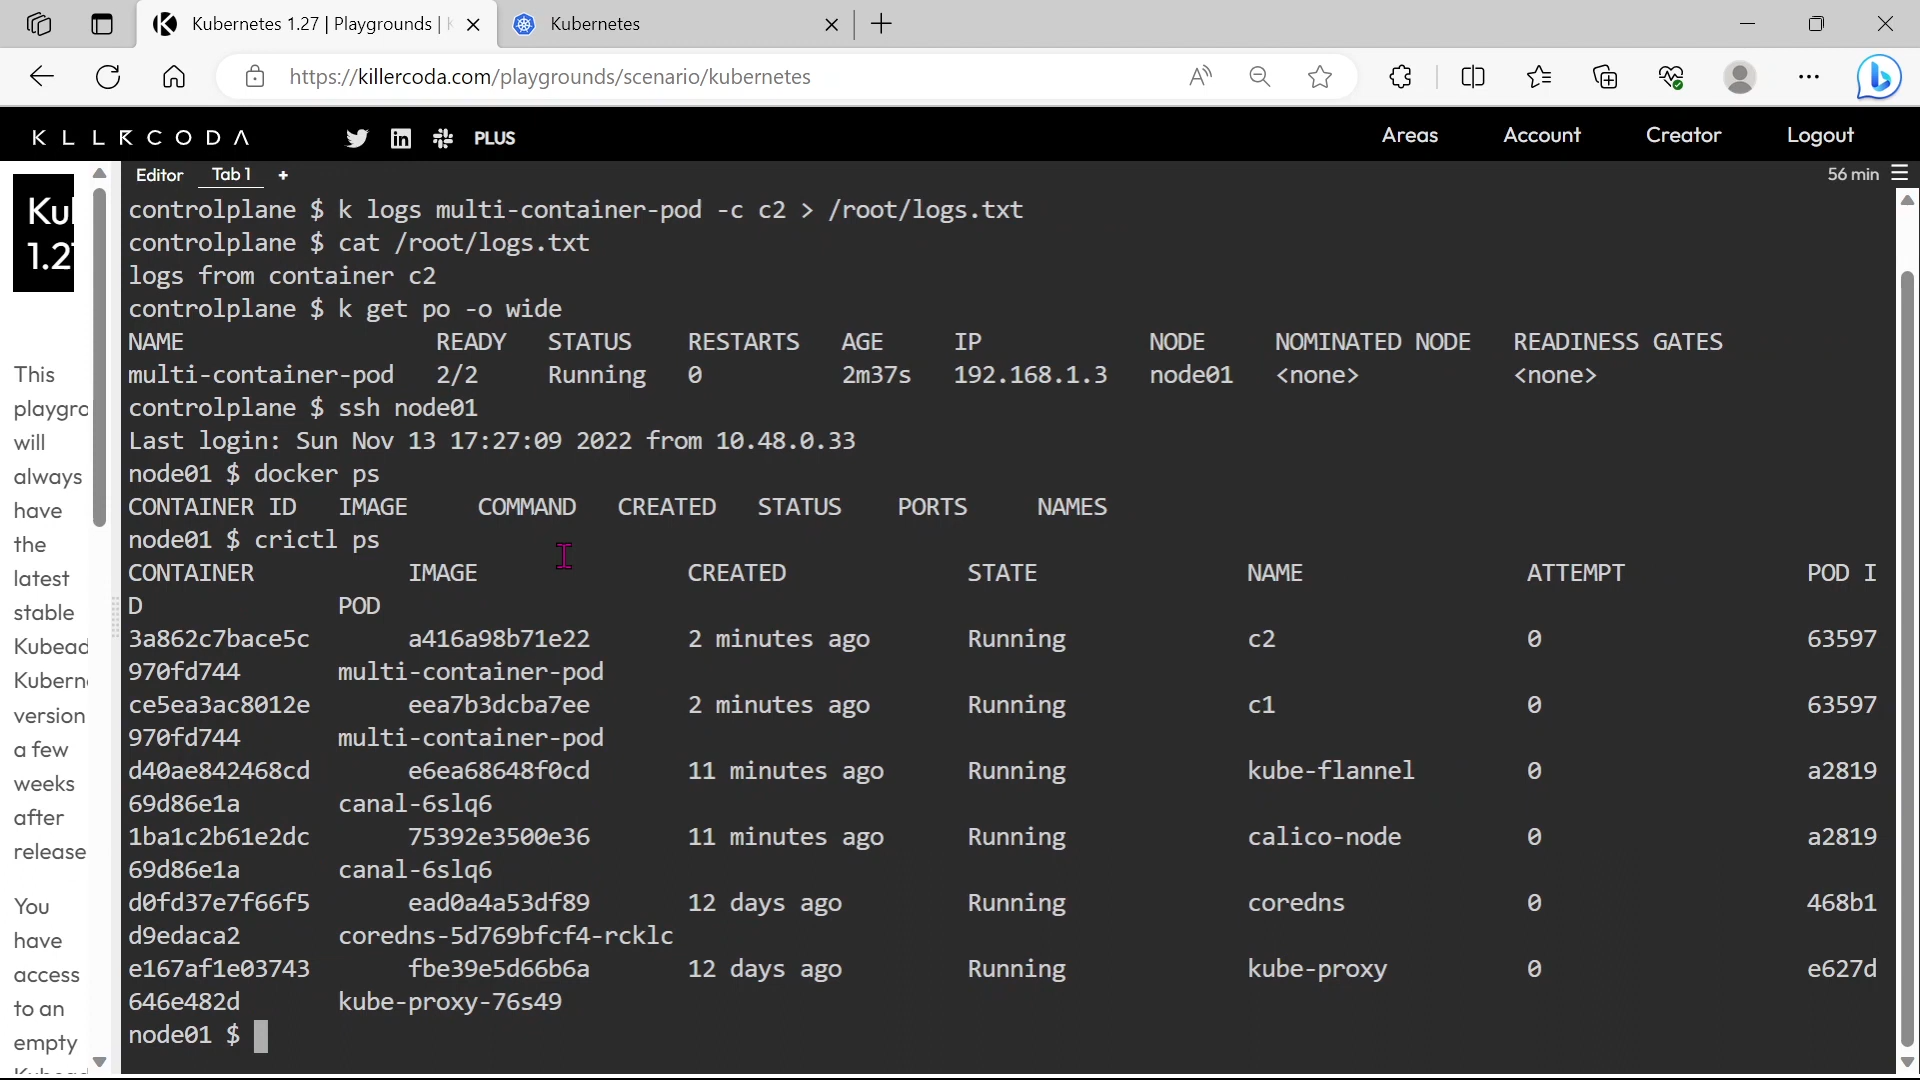 Kubernetes 1.27 | Playgrounds | K
Kubernetes
https://killercoda.com/playgrounds/scenario/kubernetes
KLLRCODA
PLUS
Areas
Account
Creator
Logout
Editor
Tab 1
+
56 min
Kul
1.27
This
playgro
will
always
have
the
latest
stable
Kubead
Kuberne
version
a few
weeks
after
release
You
have
access
to an
empty
controlplane $ k logs multi-container-pod -c c2 > /root/logs.txt
controlplane $ cat /root/logs.txt
logs from container c2
controlplane $ k get po -o wide
NAME READY STATUS RESTARTS AGE IP NODE NOMINATED NODE READINESS GATES
multi-container-pod 2/2 Running 0 2m37s 192.168.1.3 node01 <none> <none>
controlplane $ ssh node01
Last login: Sun Nov 13 17:27:09 2022 from 10.48.0.33
node01 $ docker ps
CONTAINER ID IMAGE COMMAND CREATED STATUS PORTS NAMES
node01 $ crictl ps
CONTAINER IMAGE CREATED STATE NAME ATTEMPT POD I
D POD
3a862c7bace5c a416a98b71e22 2 minutes ago Running c2 0 63597
970fd744 multi-container-pod
ce5ea3ac8012e eea7b3dcba7ee 2 minutes ago Running c1 0 63597
970fd744 multi-container-pod
d40ae842468cd e6ea68648f0cd 11 minutes ago Running kube-flannel 0 a2819
69d86e1a canal-6slq6
1ba1c2b61e2dc 75392e3500e36 11 minutes ago Running calico-node 0 a2819
69d86e1a canal-6slq6
d0fd37e7f66f5 ead0a4a53df89 12 days ago Running coredns 0 468b1
d9edaca2 coredns-5d769bfcf4-rcklc
e167af1e03743 fbe39e5d66b6a 12 days ago Running kube-proxy 0 e627d
646e482d kube-proxy-76s49
node01 $